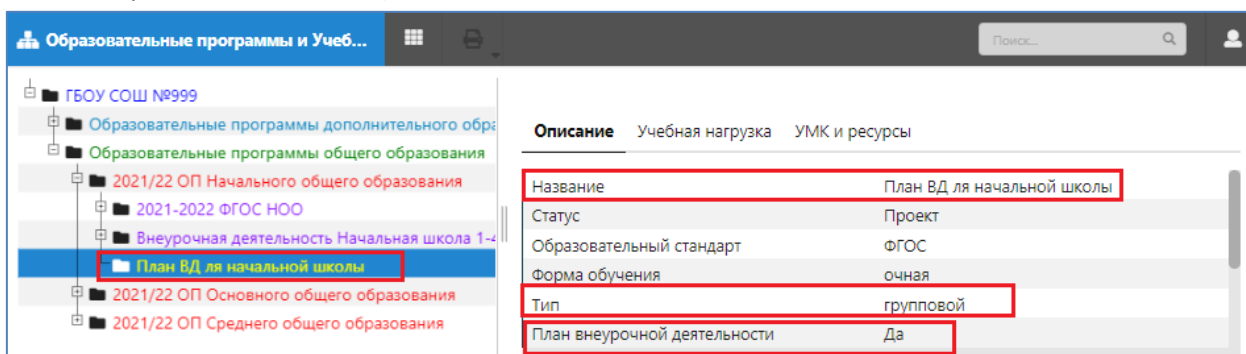 Образовательные программы и Учеб...
Поиск...
ГБОУ СОШ №999
Образовательные программы дополнительного обра
Образовательные программы общего образования
2021/22 ОП Начального общего образования
2021-2022 ФГОС НОО
Внеурочная деятельность Начальная школа 1-4
План ВД ля начальной школы
2021/22 ОП Основного общего образования
2021/22 ОП Среднего общего образования
Описание Учебная нагрузка УМК и ресурсы
Название План ВД ля начальной школы
Статус Проект
Образовательный стандарт ФГОС
Форма обучения очная
Тип групповой
План внеурочной деятельности Да